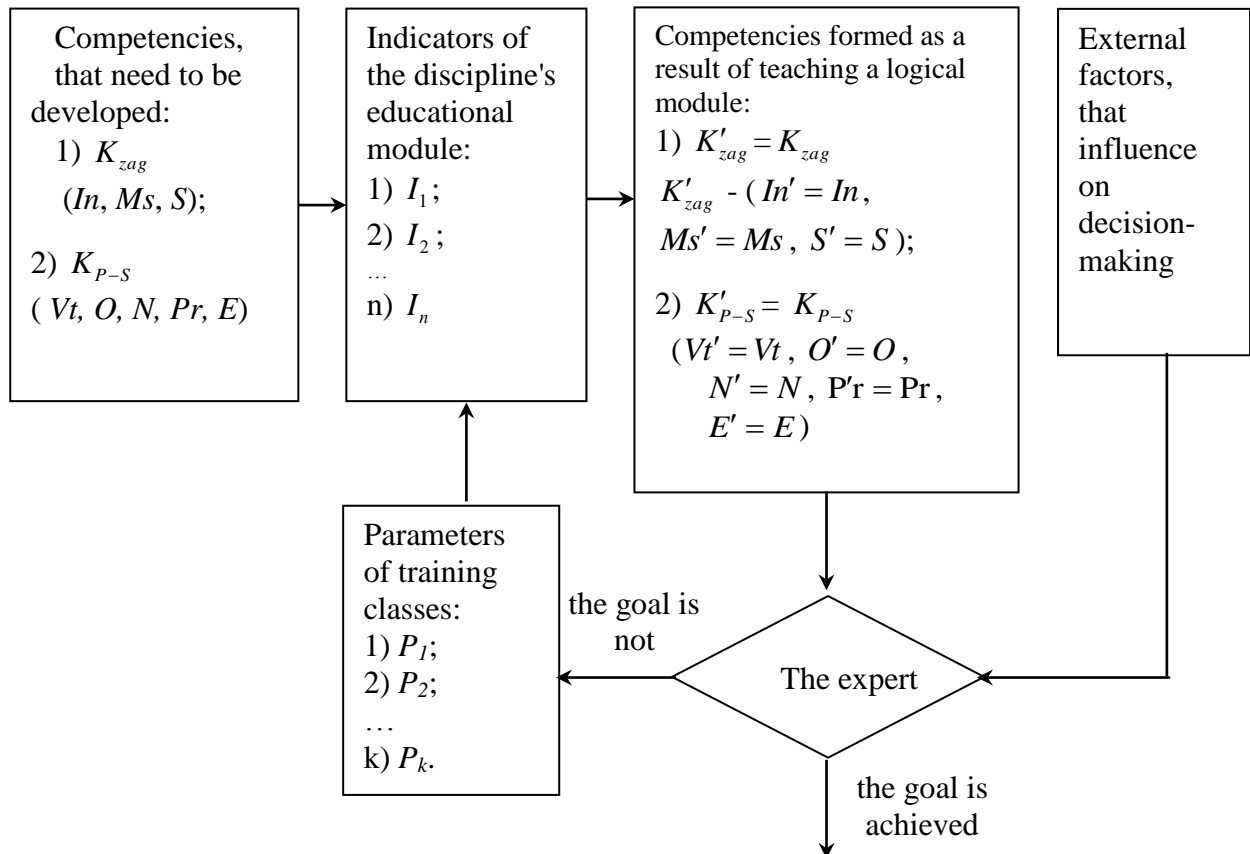 Competencies,
that need to be
developed:
1) K_zag
(In, Ms, S);
2) K_P–S
( Vt, O, N, Pr, E)
Indicators of
the discipline's
educational
module:
1) I_1;
2) I_2;
...
n) I_n
Competencies formed as a
result of teaching a logical
module:
1) K′_zag = K_zag
K′_zag - ( In′ = In,
Ms′ = Ms , S′ = S );
2) K′_P–S = K_P–S
(Vt′ = Vt , O′ = O ,
N′ = N , P'r = Pr ,
E′ = E )
External
factors,
that
influence
on
decision-
making
Parameters
of training
classes:
1) P_1;
2) P_2;
…
k) P_k.
the goal is
not
The expert
the goal is
achieved